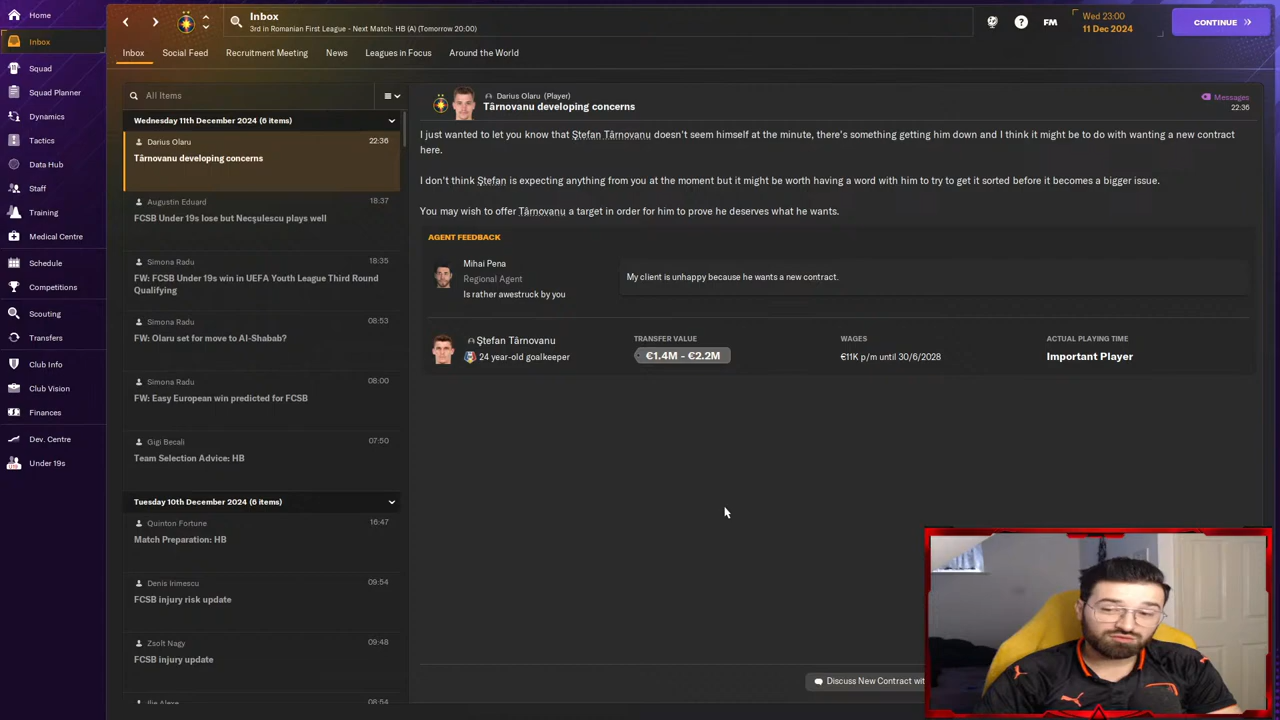 Home
Inbox
Squad
Squad Planner
Dynamics
Tactics
Data Hub
Staff
Training
Medical Centre
Schedule
Competitions
Scouting
Transfers
Club Info
Club Vision
Finances
Dev. Centre
Under 19s
Inbox
3rd in Romanian First League - Next Match: HB (A) (Tomorrow 20:00)
FM
Wed 23:00
11 Dec 2024
CONTINUE
Inbox
Social Feed
Recruitment Meeting
News
Leagues in Focus
Around the World
All Items
Wednesday 11th December 2024 (6 items)
Darius Olaru
22:36
Târnovanu developing concerns
Augustin Eduard
18:37
FCSB Under 19s lose but Necşulescu plays well
Simona Radu
18:35
FW: FCSB Under 19s win in UEFA Youth League Third Round
Qualifying
Simona Radu
08:53
FW: Olaru set for move to Al-Shabab?
Simona Radu
08:00
FW: Easy European win predicted for FCSB
Gigi Becali
07:50
Team Selection Advice: HB
Tuesday 10th December 2024 (6 items)
Quinton Fortune
16:47
Match Preparation: HB
Denis Irimescu
09:54
FCSB injury risk update
Zsolt Nagy
09:48
FCSB injury update
Ilie Alexe
08:54
Darius Olaru (Player)
Târnovanu developing concerns
Messages
22:36
I just wanted to let you know that Ştefan Târnovanu doesn't seem himself at the minute, there's something getting him down and I think it might be to do with wanting a new contract
here.
I don't think Ştefan is expecting anything from you at the moment but it might be worth having a word with him to try to get it sorted before it becomes a bigger issue.
You may wish to offer Târnovanu a target in order for him to prove he deserves what he wants.
AGENT FEEDBACK
Mihai Pena
Regional Agent
Is rather awestruck by you
My client is unhappy because he wants a new contract.
Ştefan Târnovanu
24 year-old goalkeeper
TRANSFER VALUE
€1.4M - €2.2M
WAGES
€11K p/m until 30/6/2028
ACTUAL PLAYING TIME
Important Player
Discuss New Contract wit